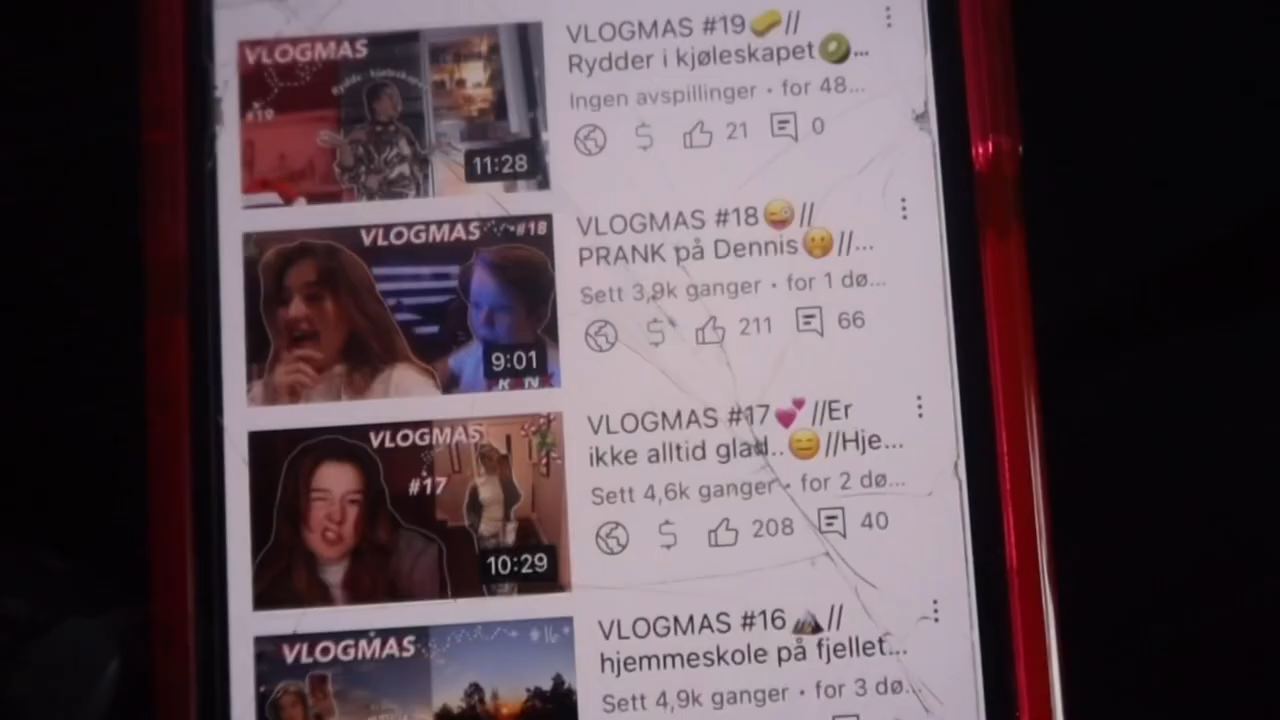 VLOGMAS
#19
11:28
VLOGMAS #19🧽//
Rydder i kjøleskapet🥝...
Ingen avspillinger • for 48...
21
0
VLOGMAS #18
9:01
VLOGMAS #18😜//
PRANK på Dennis🤫//...
Sett 3,9k ganger • for 1 dø...
211
66
VLOGMAS
#17
10:29
VLOGMAS #17💕//Er
ikke alltid glad..😑//Hje...
Sett 4,6k ganger • for 2 dø...
208
40
VLOGMAS #16
VLOGMAS #16⛰️//
hjemmeskole på fjellet...
Sett 4,9k ganger • for 3 dø...